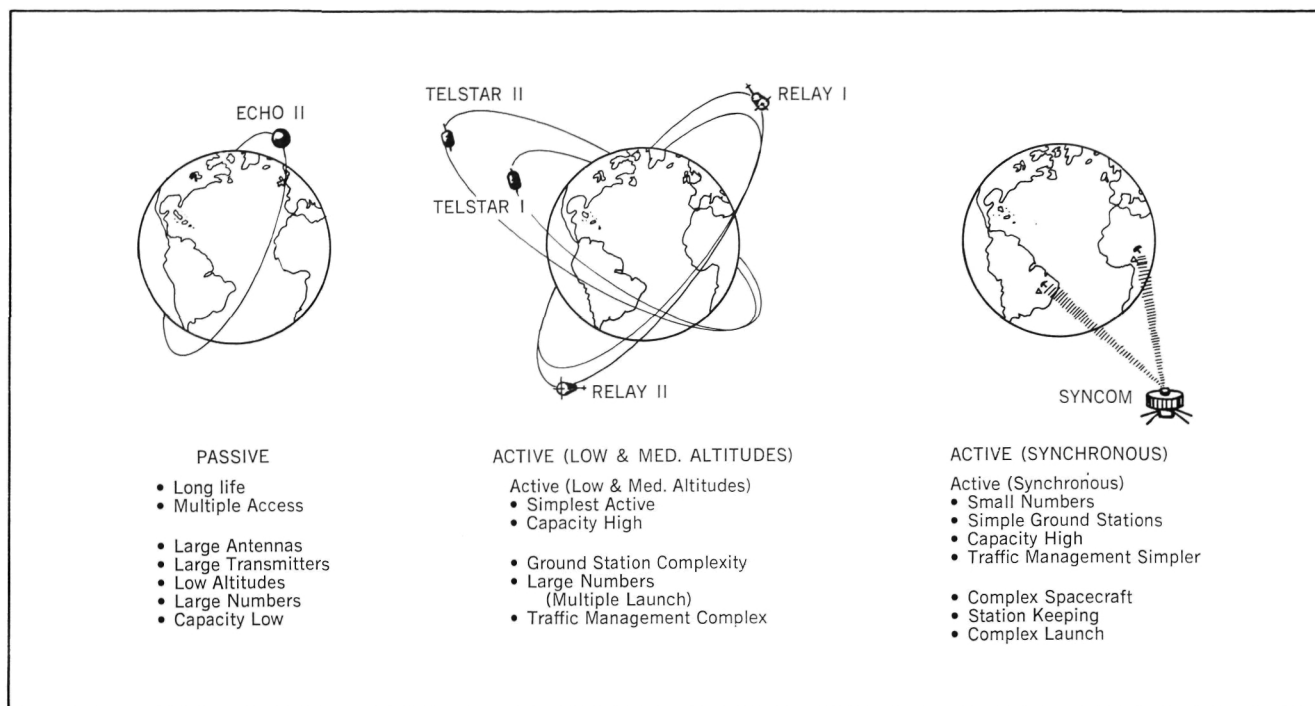 ECHO II
TELSTAR II
RELAY I
TELSTAR I
RELAY II
SYNCOM
PASSIVE
• Long life
• Multiple Access
• Large Antennas
• Large Transmitters
• Low Altitudes
• Large Numbers
• Capacity Low
ACTIVE (LOW & MED. ALTITUDES)
Active (Low & Med. Altitudes)
• Simplest Active
• Capacity High
• Ground Station Complexity
• Large Numbers
(Multiple Launch)
• Traffic Management Complex
ACTIVE (SYNCHRONOUS)
Active (Synchronous)
• Small Numbers
• Simple Ground Stations
• Capacity High
• Traffic Management Simpler
• Complex Spacecraft
• Station Keeping
• Complex Launch